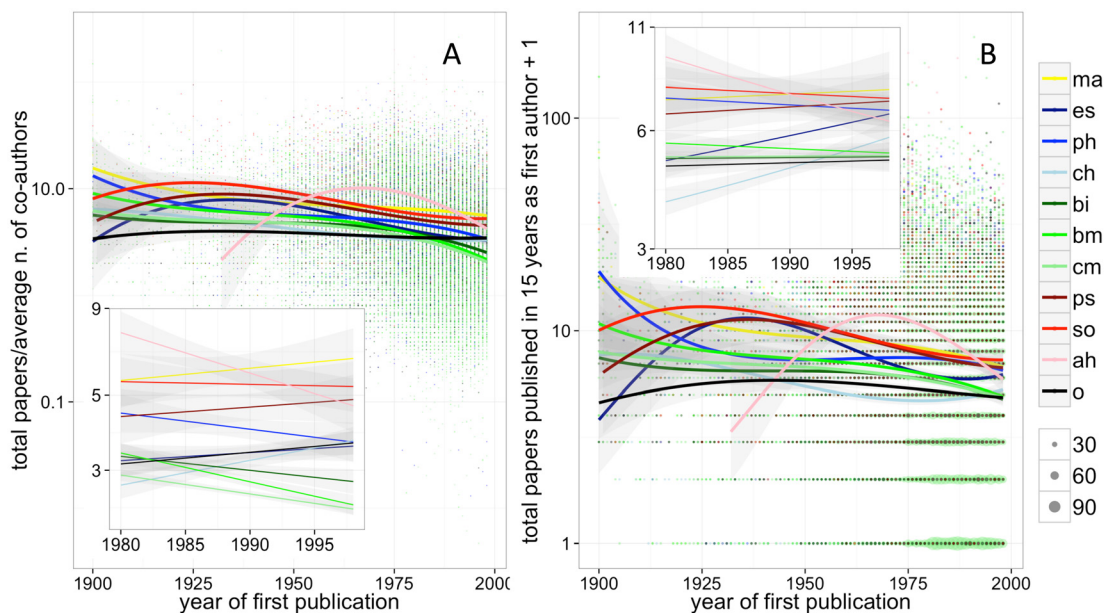 A
total papers/average n. of co-authors
10.0
0.1
9
5
3
1980 1985 1990 1995
1900 1925 1950 1975 2000
year of first publication
B
total papers published in 15 years as first author + 1
100
10
1
11
6
3
1980 1985 1990 1995
1900 1925 1950 1975 2000
year of first publication
ma
es
ph
ch
bi
bm
cm
ps
so
ah
o
30
60
90